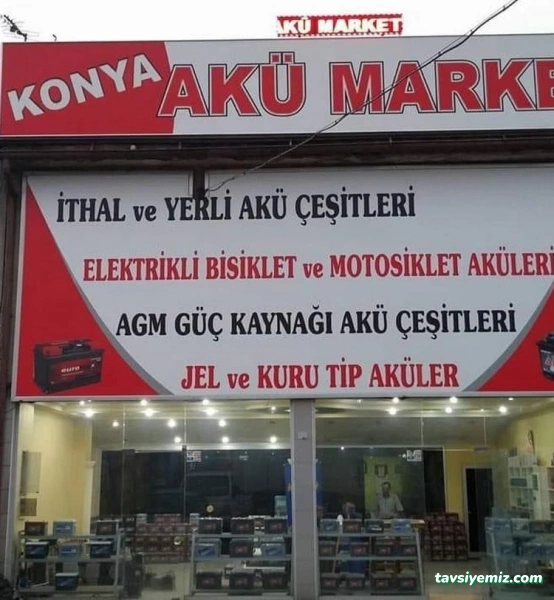 AKÜ MARKET
KONYA AKÜ MARKE
İTHAL ve YERLİ AKÜ ÇEŞİTLERİ
ELEKTRİKLİ BİSİKLET ve MOTOSİKLET AKÜLERİ
AGM GÜÇ KAYNAĞI AKÜ ÇEŞİTLERİ
JEL ve KURU TİP AKÜLER
tavsiyemiz.com